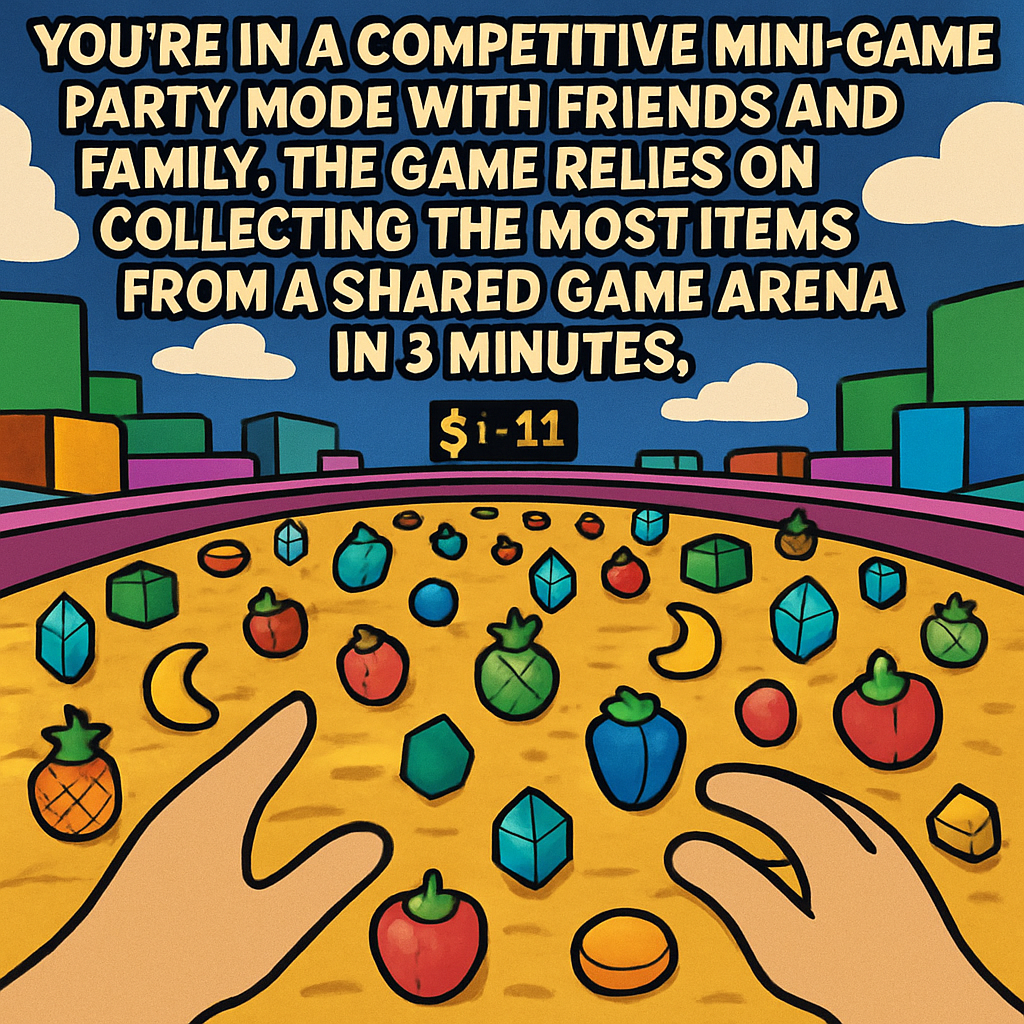 YOU'RE IN A COMPETITIVE MINI-GAME
PARTY MODE WITH FRIENDS AND
FAMILY, THE GAME RELIES ON
COLLECTING THE MOST ITEMS
FROM A SHARED GAME ARENA
IN 3 MINUTES,
$ i-11